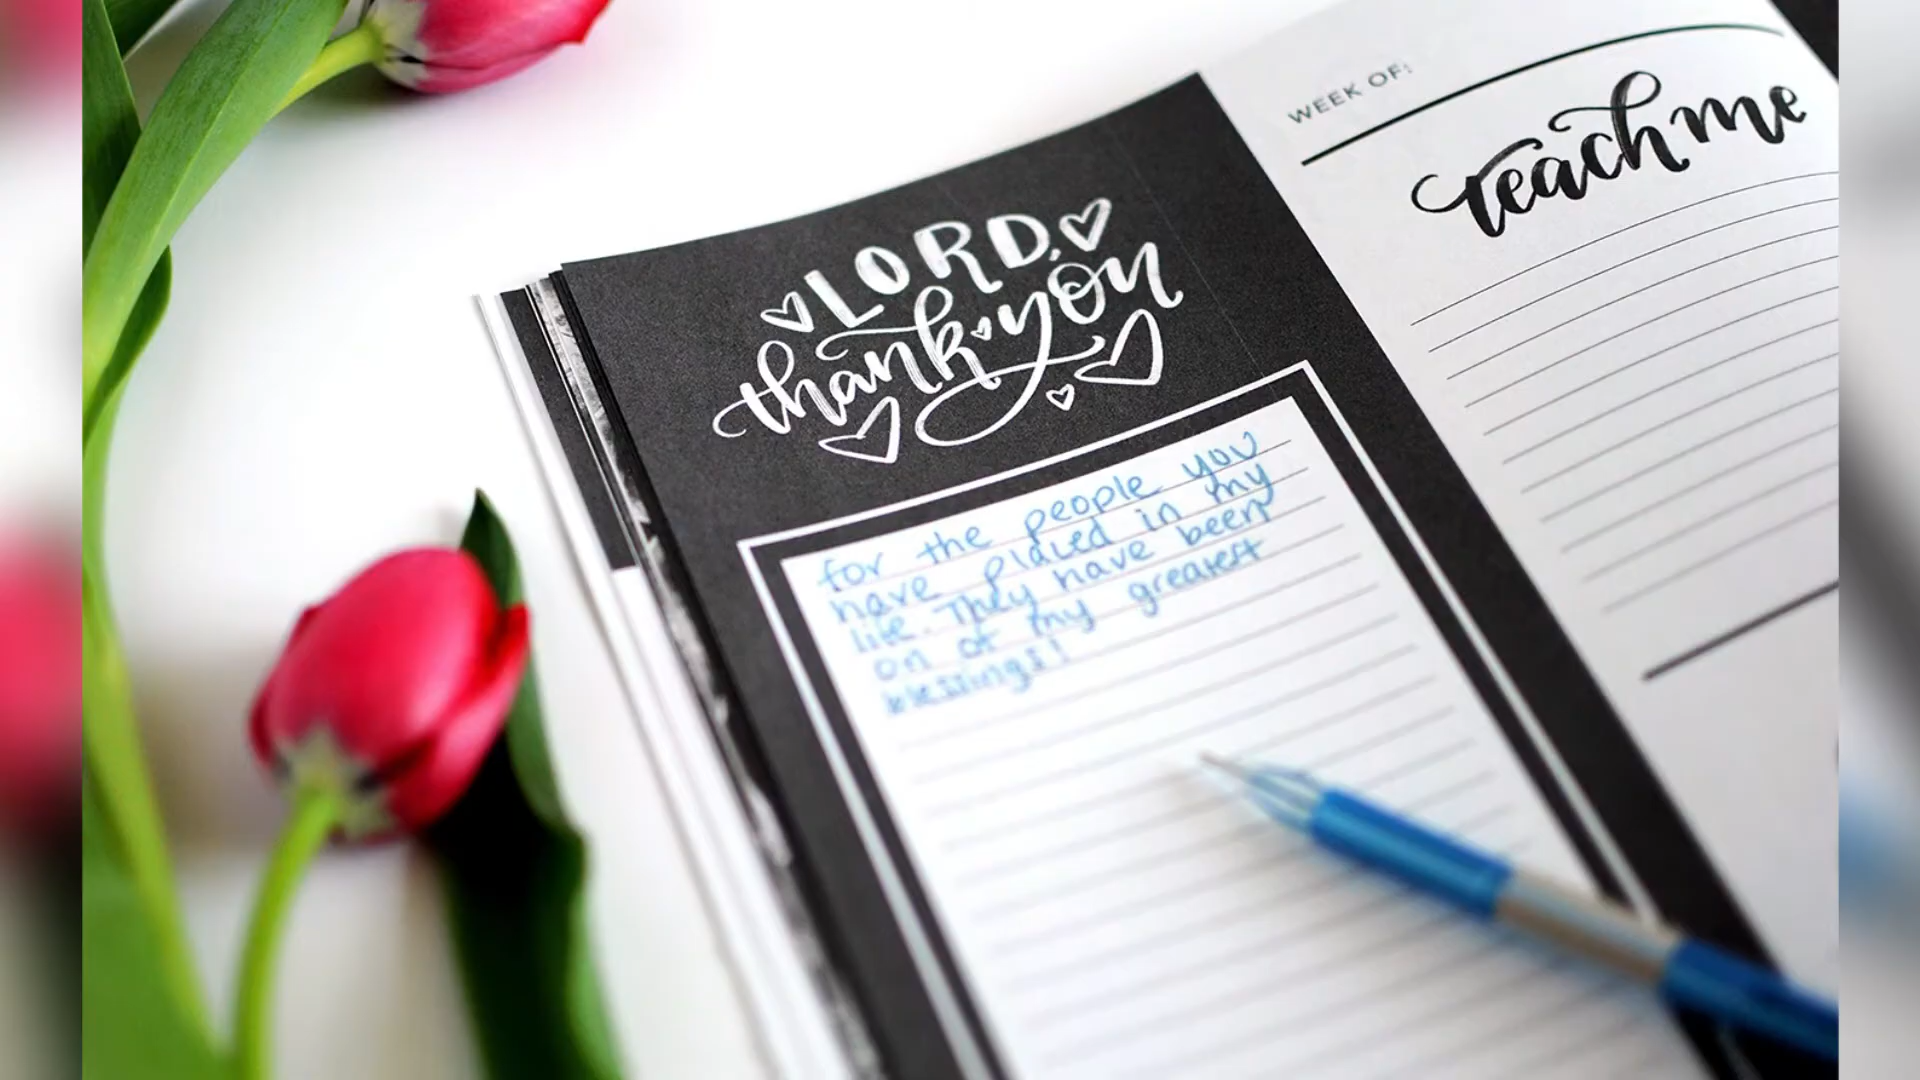 LORD,
thank you
for the people you
have placed in my
life. They have been
on of my greatest
blessings!
WEEK OF:
teach me